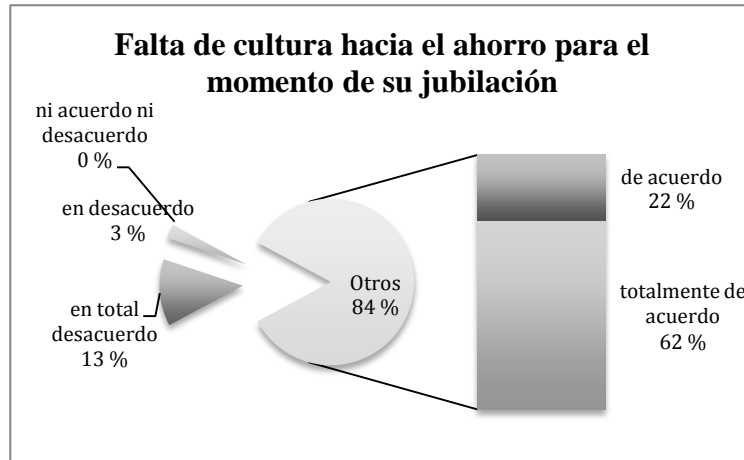 Falta de cultura hacia el ahorro para el
momento de su jubilación
ni acuerdo ni
desacuerdo
0 %
en desacuerdo
3 %
en total
desacuerdo
13 %
Otros
84 %
de acuerdo
22 %
totalmente de
acuerdo
62 %